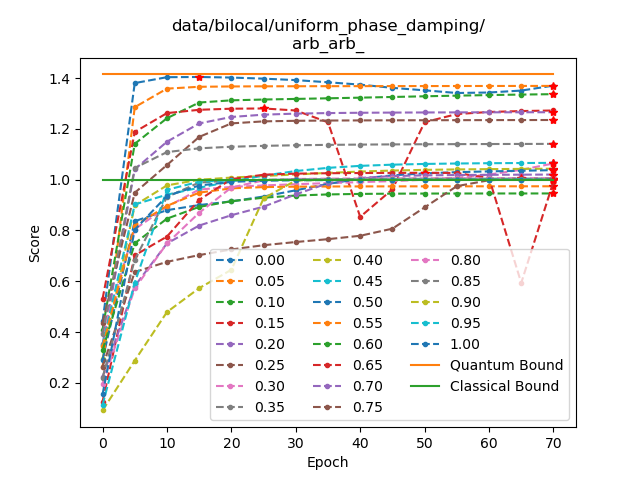 data/bilocal/uniform_phase_damping/
arb_arb_
Score
1.4
1.2
1.0
0.8
0.6
0.4
0.2
0 10 20 30 40 50 60 70
Epoch
0.00 0.40 0.80
0.05 0.45 0.85
0.10 0.50 0.90
0.15 0.55 0.95
0.20 0.60 1.00
0.25 0.65 Quantum Bound
0.30 0.70 Classical Bound
0.35 0.75